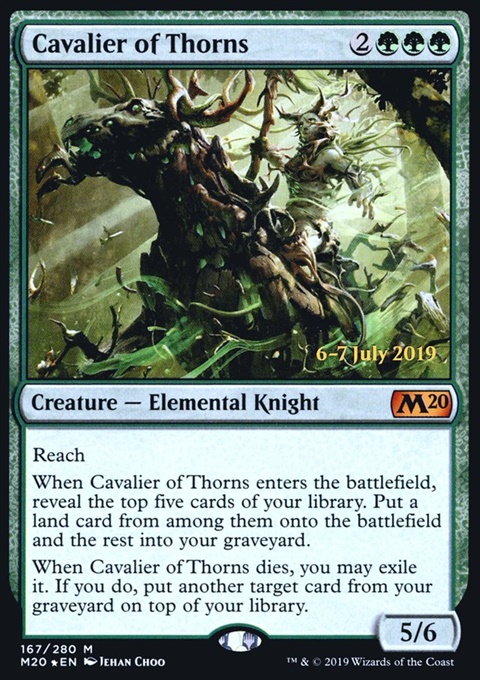 Cavalier of Thorns 2
6–7 July 2019
Creature — Elemental Knight M20
Reach
When Cavalier of Thorns enters the battlefield,
reveal the top five cards of your library. Put a
land card from among them onto the battlefield
and the rest into your graveyard.
When Cavalier of Thorns dies, you may exile
it. If you do, put another target card from your
graveyard on top of your library.
5/6
167/280 M
M20 ★ EN Jehan Choo
™ & © 2019 Wizards of the Coast